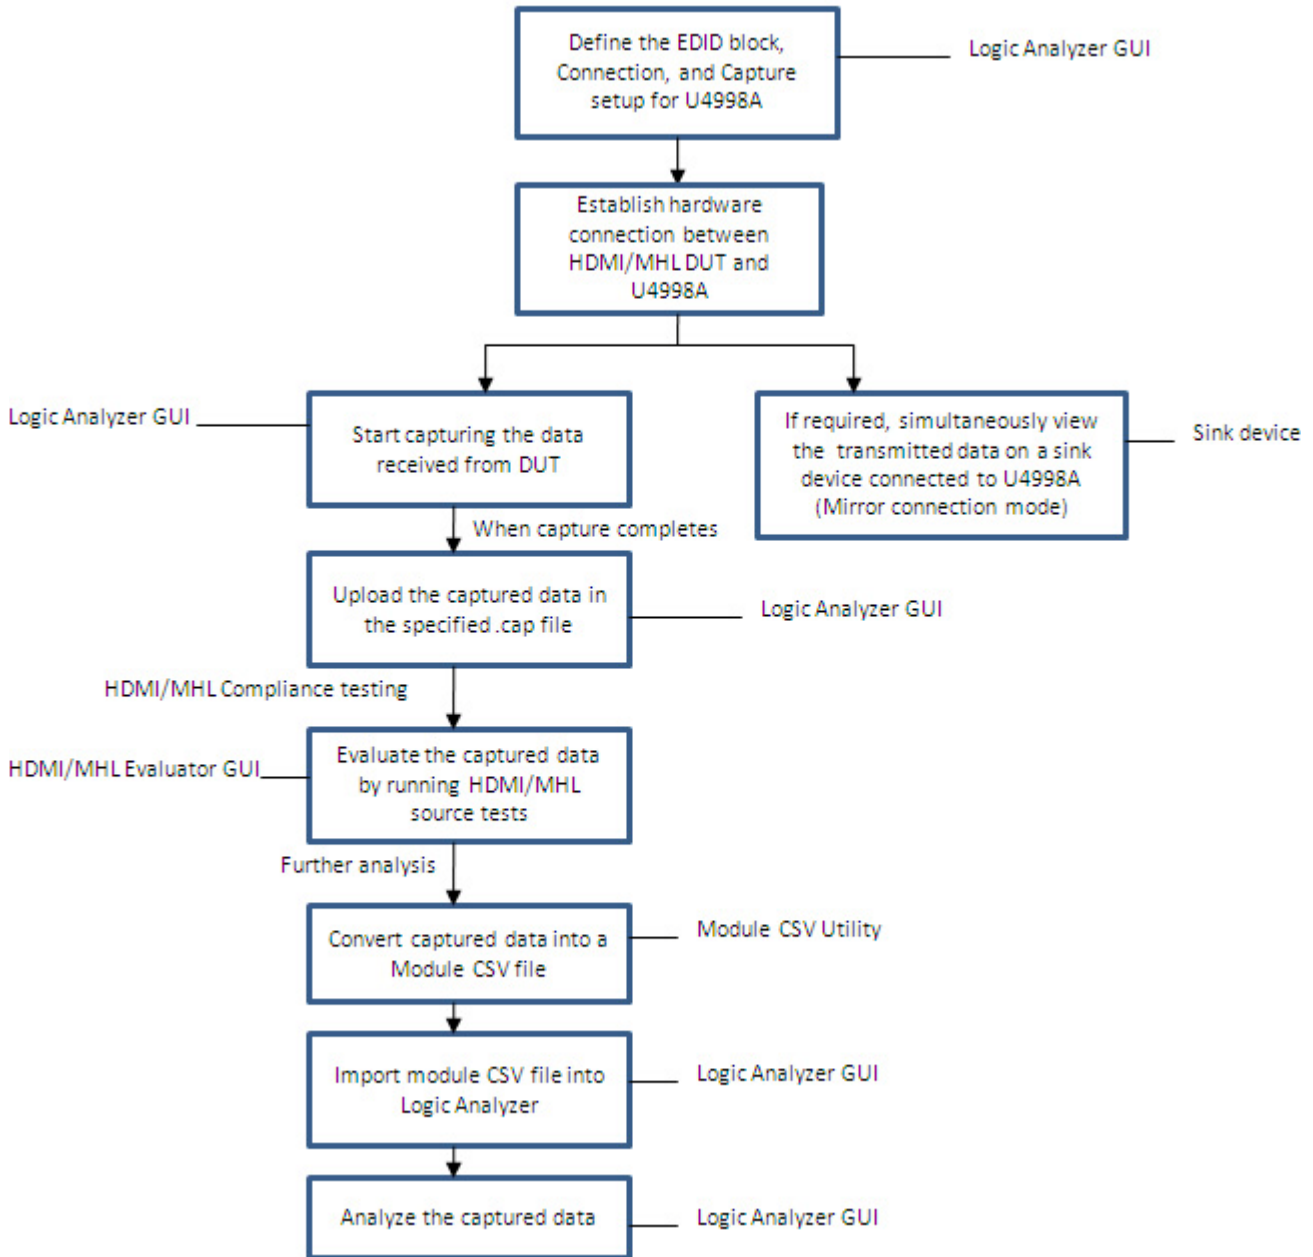 Define the EDID block,
Connection, and Capture
setup for U4998A
Logic Analyzer GUI
Establish hardware
connection between
HDMI/MHL DUT and
U4998A
Logic Analyzer GUI
Start capturing the data
received from DUT
If required, simultaneously view
the transmitted data on a sink
device connected to U4998A
(Mirror connection mode)
Sink device
When capture completes
Upload the captured data in
the specified .cap file
Logic Analyzer GUI
HDMI/MHL Compliance testing
HDMI/MHL Evaluator GUI
Evaluate the captured data
by running HDMI/MHL
source tests
Further analysis
Convert captured data into a
Module CSV file
Module CSV Utility
Import module CSV file into
Logic Analyzer
Logic Analyzer GUI
Analyze the captured data
Logic Analyzer GUI